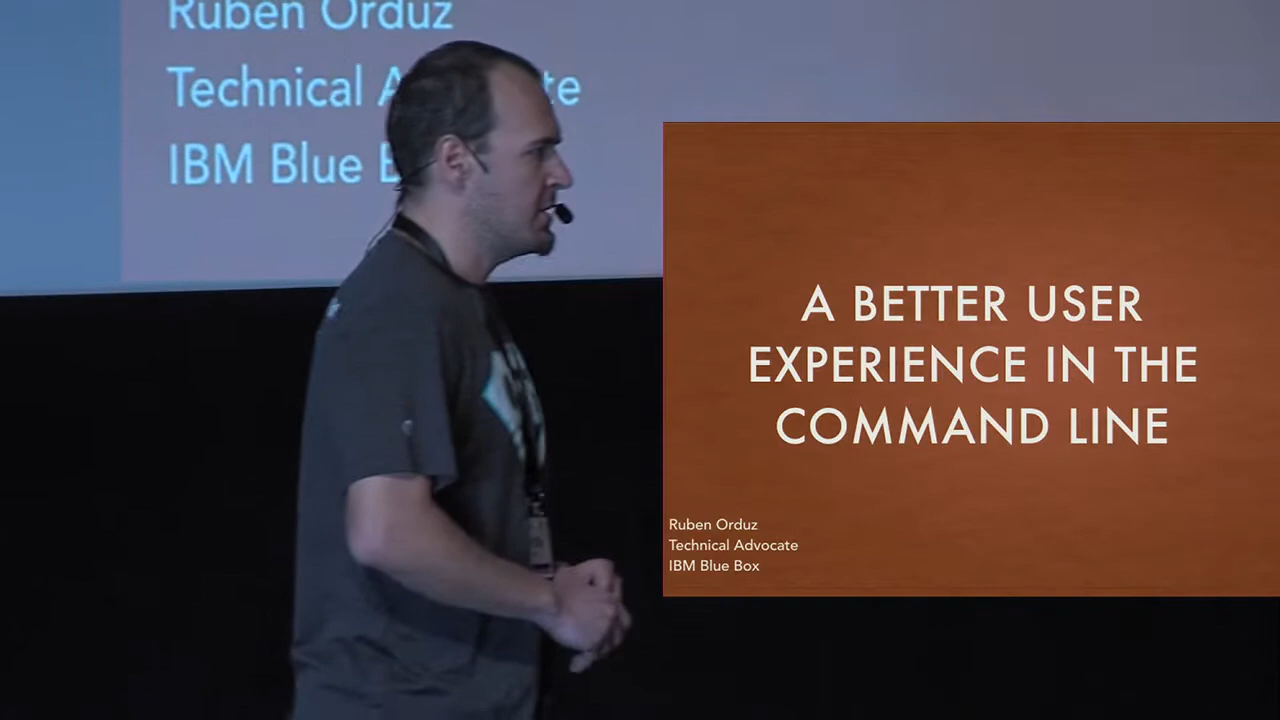 Ruben Orduz
Technical A te
IBM Blue B
A BETTER USER
EXPERIENCE IN THE
COMMAND LINE
Ruben Orduz
Technical Advocate
IBM Blue Box